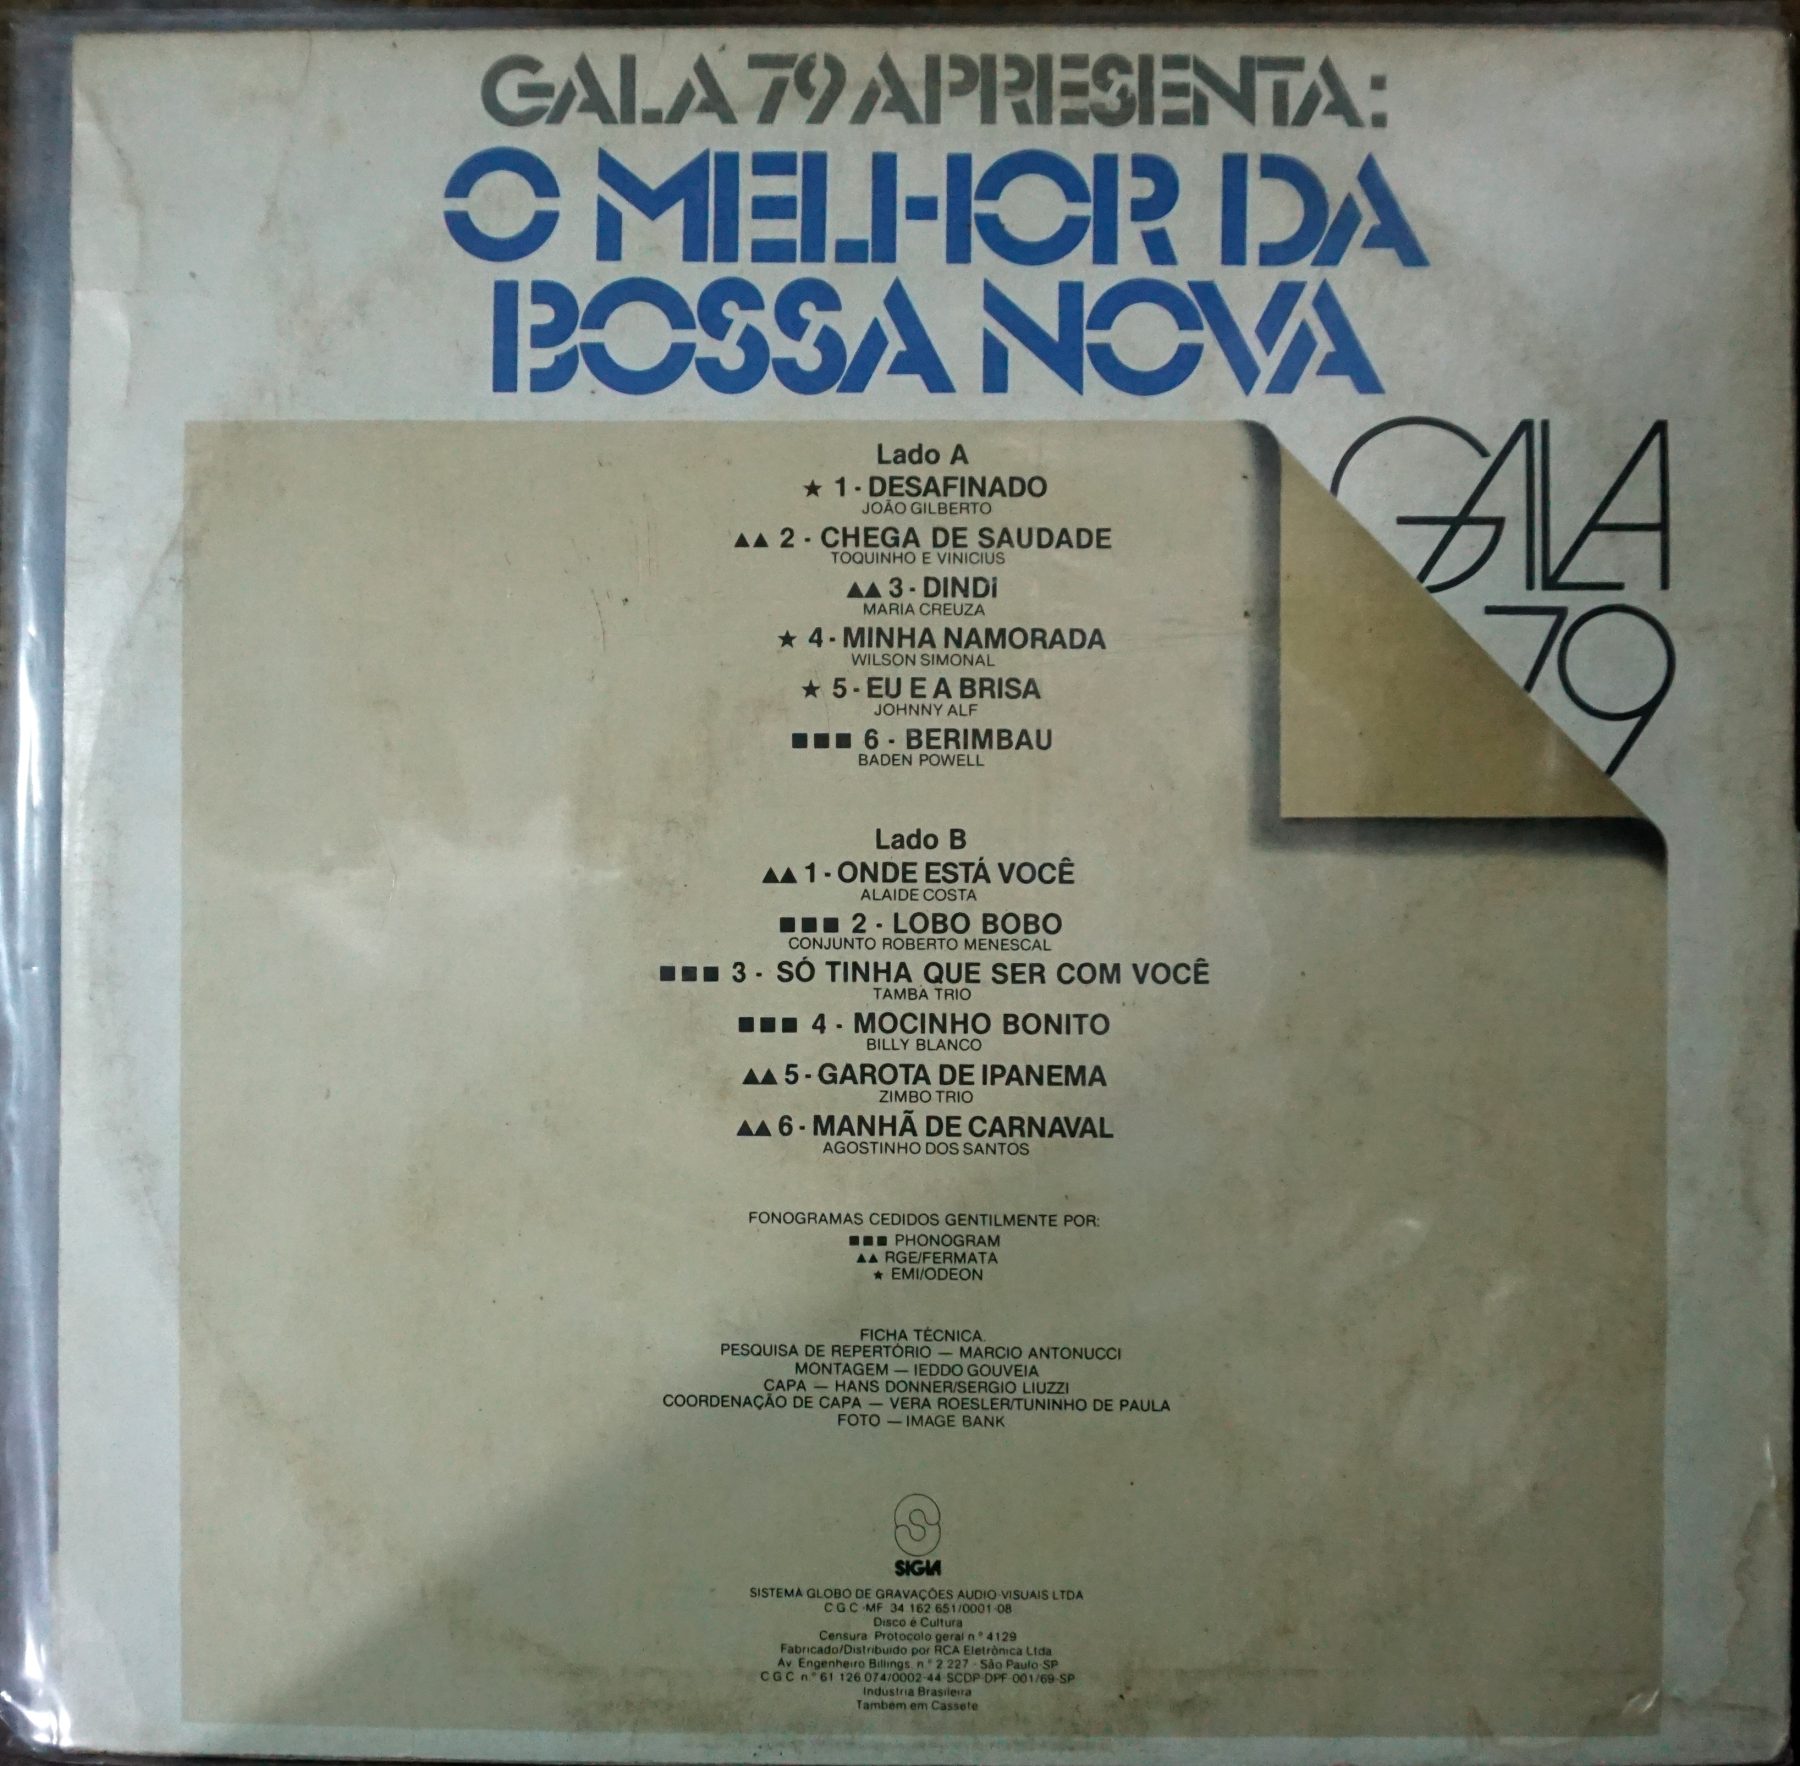 GALA 79 APRESENTA:
O MELHOR DA
BOSSA NOVA
GALA
79
Lado A
★ 1 - DESAFINADO
JOÃO GILBERTO
▲▲ 2 - CHEGA DE SAUDADE
TOQUINHO E VINICIUS
▲▲ 3 - DINDi
MARIA CREUZA
★ 4 - MINHA NAMORADA
WILSON SIMONAL
★ 5 - EU E A BRISA
JOHNNY ALF
■■■ 6 - BERIMBAU
BADEN POWELL
Lado B
▲▲ 1 - ONDE ESTÁ VOCÊ
ALAIDE COSTA
■■■ 2 - LOBO BOBO
CONJUNTO ROBERTO MENESCAL
■■■ 3 - SÓ TINHA QUE SER COM VOCÊ
TAMBA TRIO
■■■ 4 - MOCINHO BONITO
BILLY BLANCO
▲▲ 5 - GAROTA DE IPANEMA
ZIMBO TRIO
▲▲ 6 - MANHÃ DE CARNAVAL
AGOSTINHO DOS SANTOS
FONOGRAMAS CEDIDOS GENTILMENTE POR:
■■■ PHONOGRAM
▲▲ RGE/FERMATA
★ EMI/ODEON
FICHA TÉCNICA.
PESQUISA DE REPERTÓRIO — MARCIO ANTONUCCI
MONTAGEM — IEDDO GOUVEIA
CAPA — HANS DONNER/SERGIO LIUZZI
COORDENAÇÃO DE CAPA — VERA ROESLER/TUNINHO DE PAULA
FOTO — IMAGE BANK
SIGLA
SISTEMA GLOBO DE GRAVAÇÕES AUDIO VISUAIS LTDA
C G C -MF 34 162 651/0001-08
Disco é Cultura
Censura Protocolo geral n.º 4129
Fabricado/Distribuido por RCA Eletrônica Ltda
Av. Engenheiro Billings, n.º 2 227 - São Paulo-SP
C G C n.º 61 126 074/0002-44-SCDP-DPF 001/69-SP
Industria Brasileira
Também em Cassete